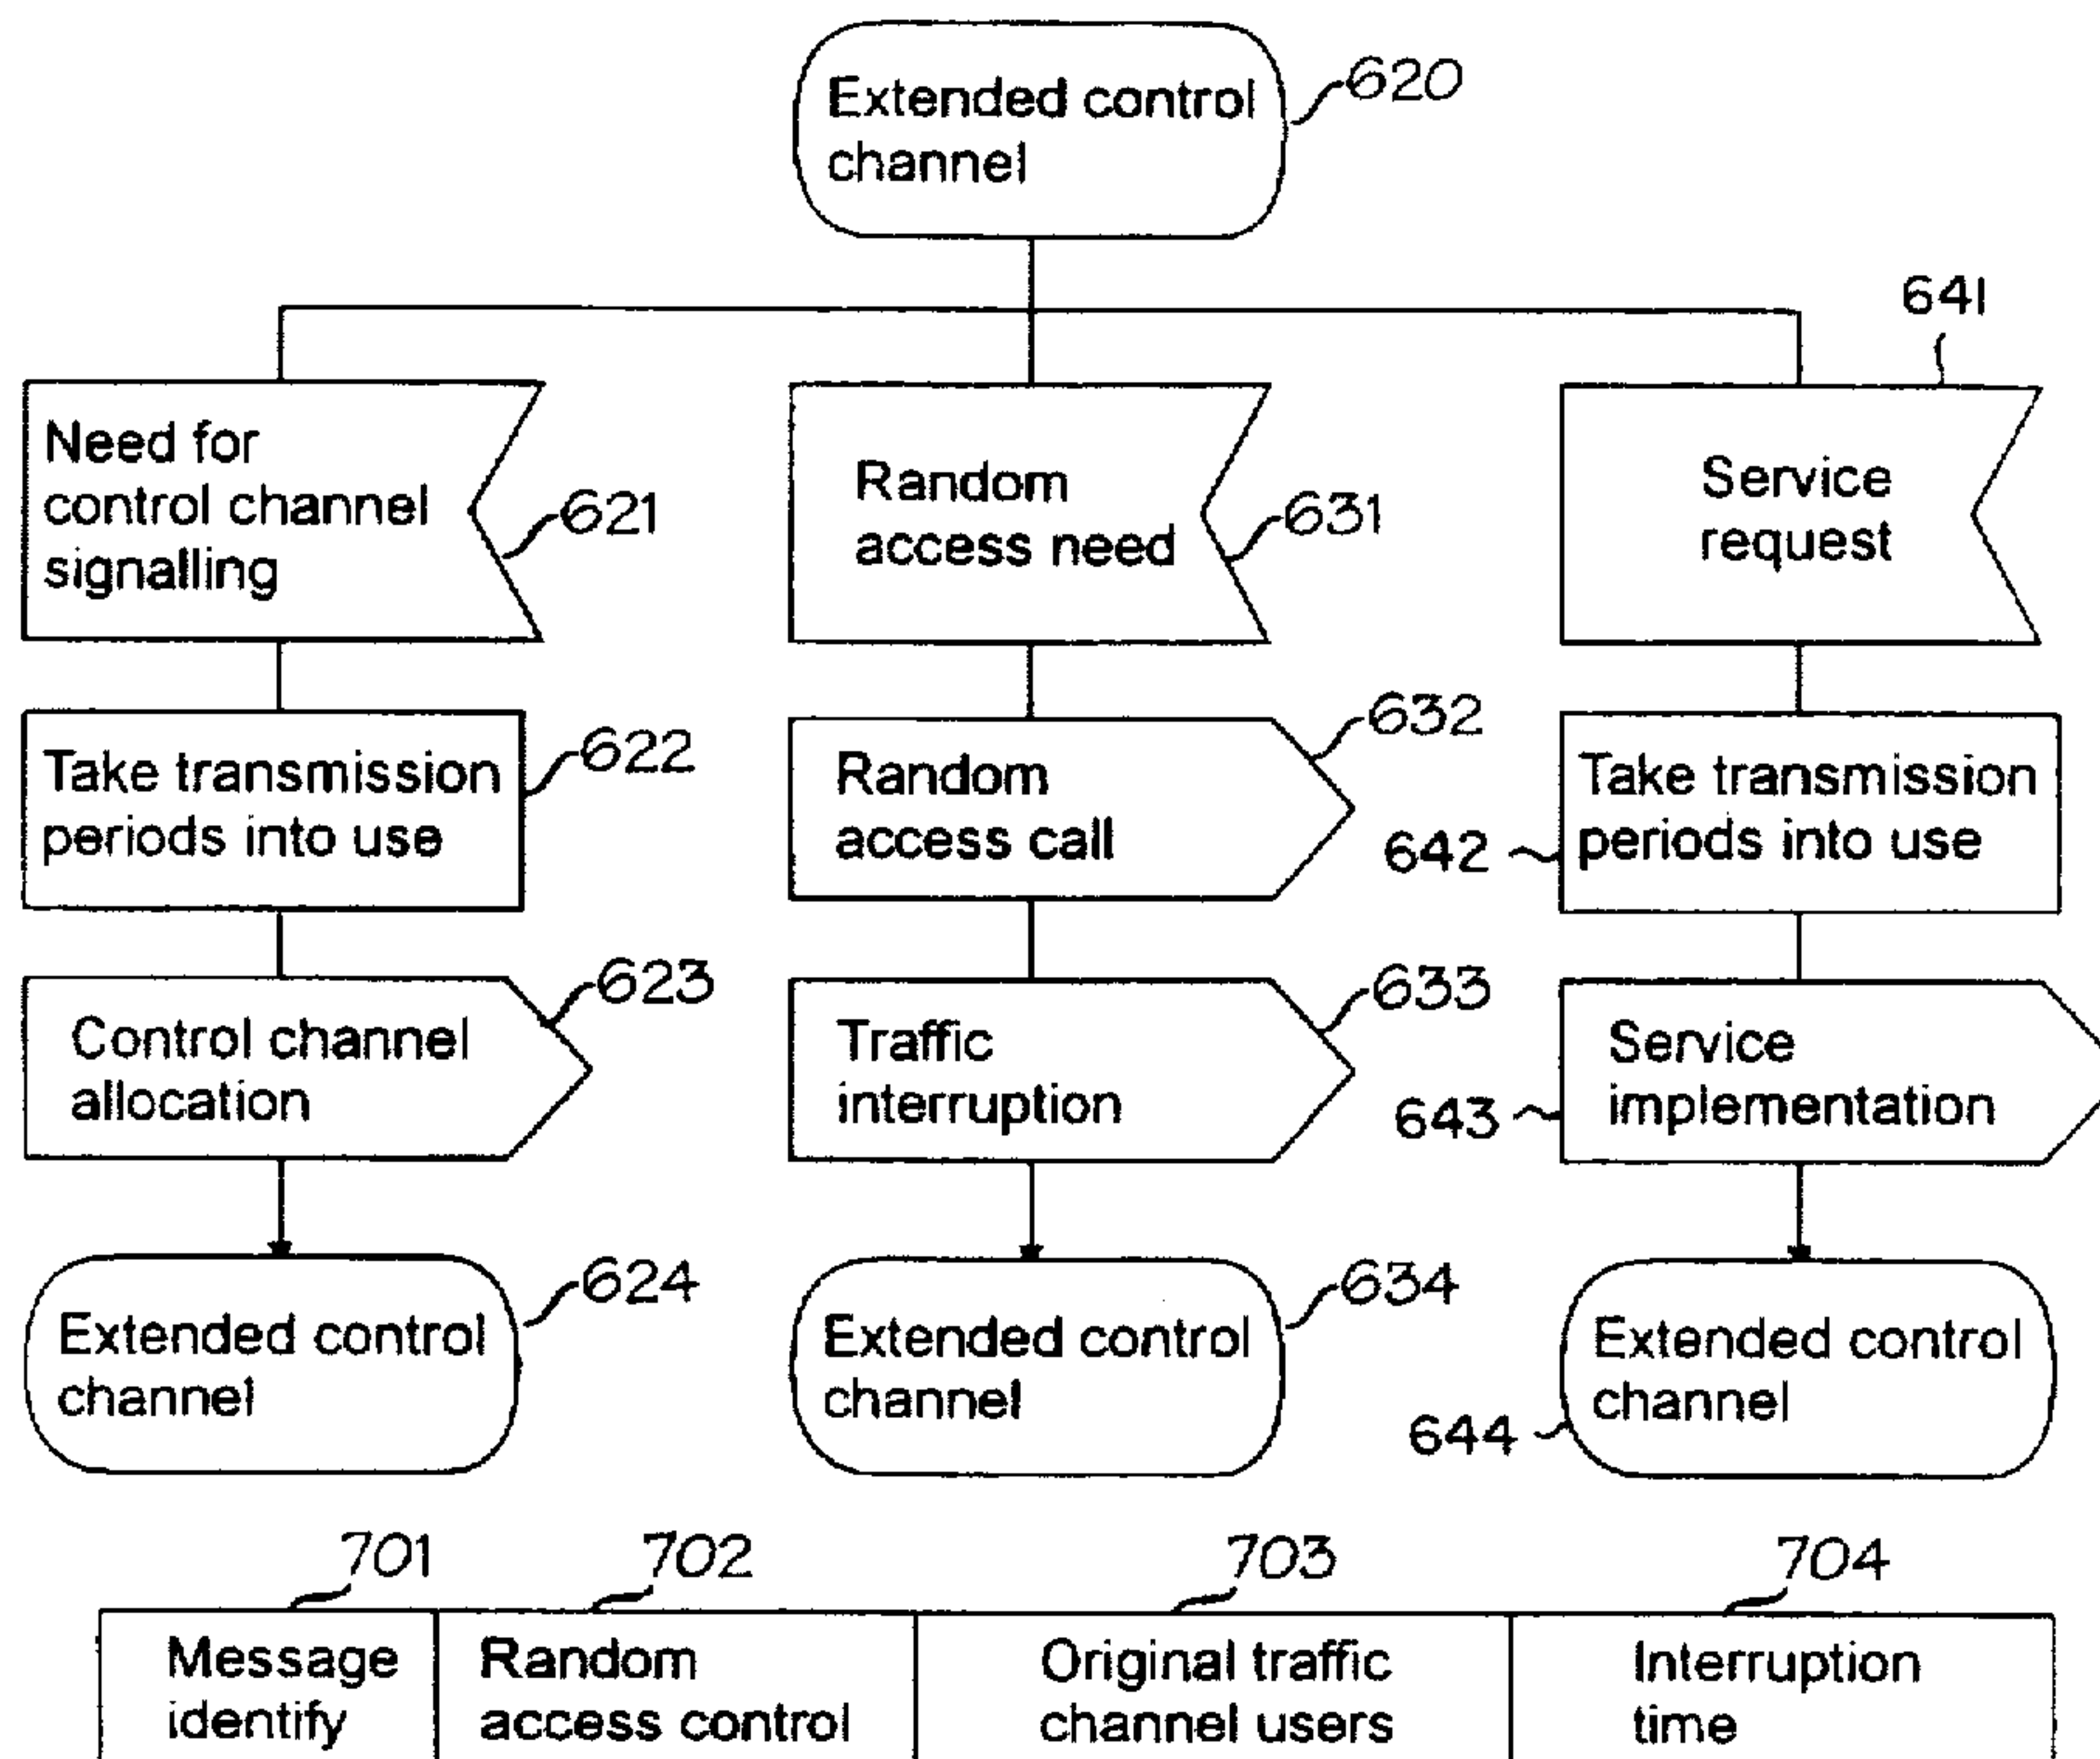 Extended control
channel
620
641
Need for
control channel
signalling
621
Random
access need
631
Service
request
Take transmission
periods into use
622
Random
access call
632
642
Take transmission
periods into use
Control channel
allocation
623
Traffic
interruption
633
643
Service
implementation
Extended control
channel
624
Extended control
channel
634
644
Extended control
channel
701
702
703
704
Message
identify
Random
access control
Original traffic
channel users
Interruption
time